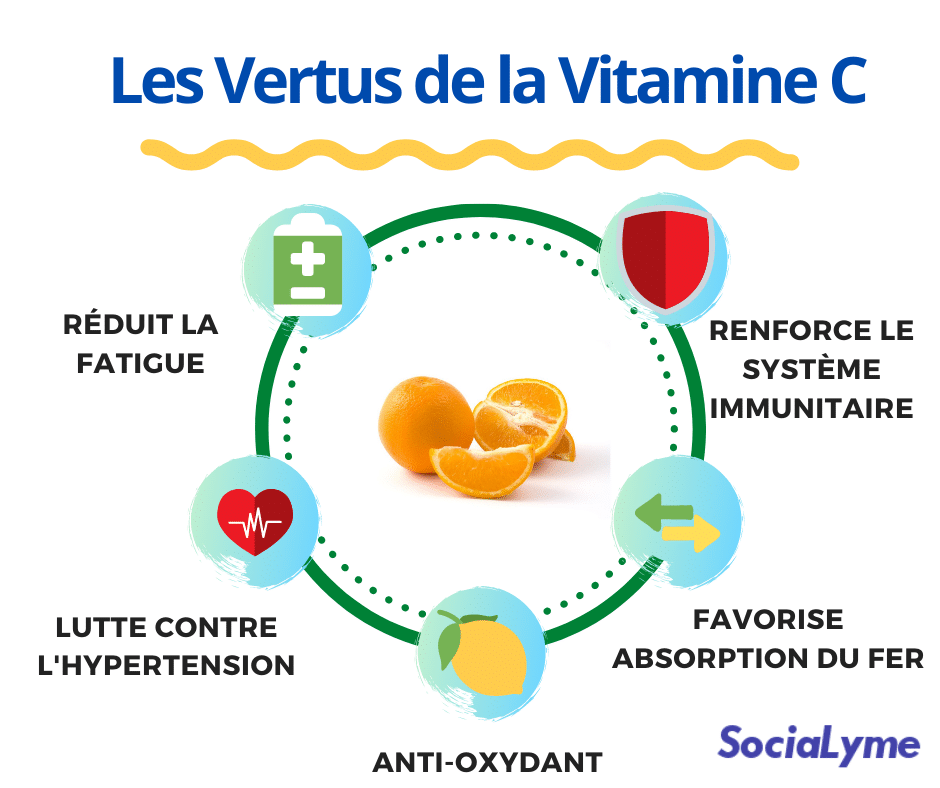 Les Vertus de la Vitamine C
RÉDUIT LA
FATIGUE
RENFORCE LE
SYSTÈME
IMMUNITAIRE
LUTTE CONTRE
L'HYPERTENSION
FAVORISE
ABSORPTION DU FER
ANTI-OXYDANT
SociaLyme